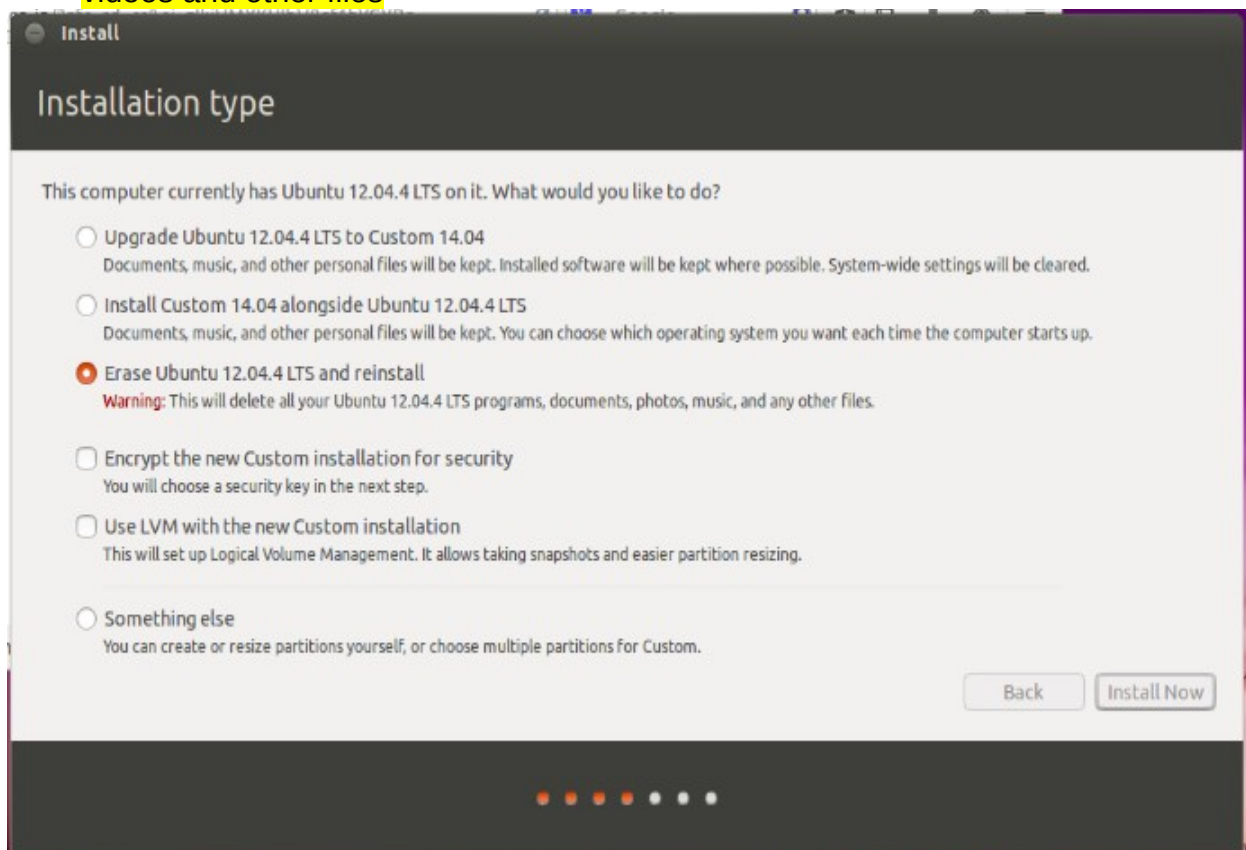 videos and other files
Install
Installation type
This computer currently has Ubuntu 12.04.4 LTS on it. What would you like to do?
Upgrade Ubuntu 12.04.4 LTS to Custom 14.04
Documents, music, and other personal files will be kept. Installed software will be kept where possible. System-wide settings will be cleared.
Install Custom 14.04 alongside Ubuntu 12.04.4 LTS
Documents, music, and other personal files will be kept. You can choose which operating system you want each time the computer starts up.
Erase Ubuntu 12.04.4 LTS and reinstall
Warning: This will delete all your Ubuntu 12.04.4 LTS programs, documents, photos, music, and any other files.
Encrypt the new Custom installation for security
You will choose a security key in the next step.
Use LVM with the new Custom installation
This will set up Logical Volume Management. It allows taking snapshots and easier partition resizing.
Something else
You can create or resize partitions yourself, or choose multiple partitions for Custom.
Back Install Now